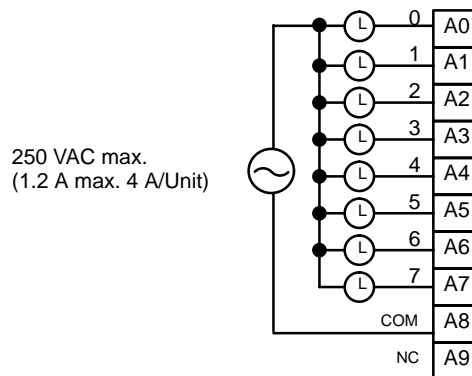 L 0 A0
L 1 A1
L 2 A2
L 3 A3
250 VAC max.
(1.2 A max. 4 A/Unit)
L 4 A4
L 5 A5
L 6 A6
L 7 A7
COM A8
NC A9